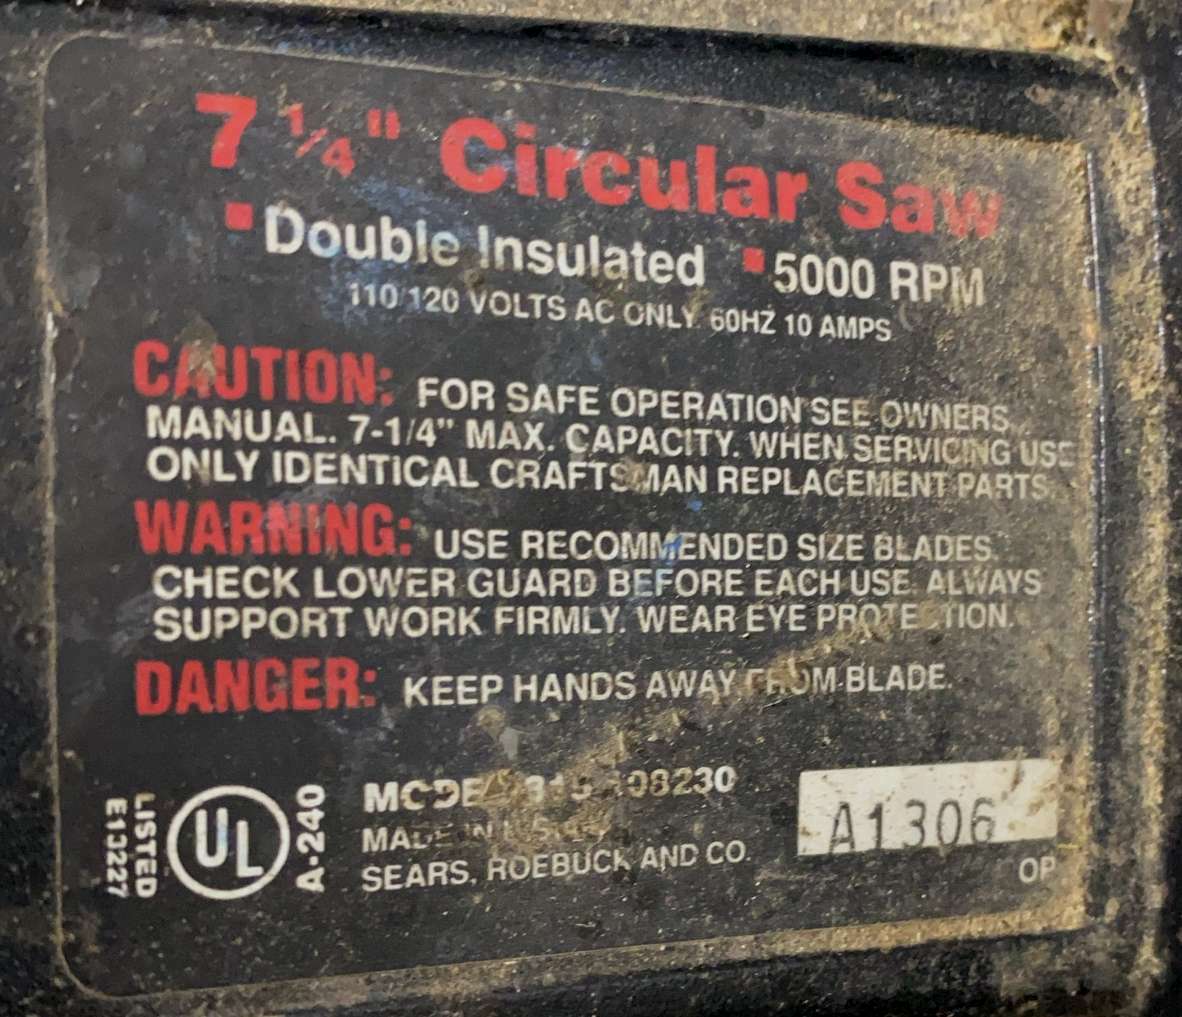 7 1/4" Circular Saw
▪ Double Insulated ▪ 5000 RPM
110/120 VOLTS AC ONLY. 60HZ 10 AMPS
CAUTION: FOR SAFE OPERATION SEE OWNERS
MANUAL. 7-1/4" MAX. CAPACITY. WHEN SERVICING USE
ONLY IDENTICAL CRAFTSMAN REPLACEMENT PARTS.
WARNING: USE RECOMMENDED SIZE BLADES.
CHECK LOWER GUARD BEFORE EACH USE. ALWAYS
SUPPORT WORK FIRMLY. WEAR EYE PROTECTION.
DANGER: KEEP HANDS AWAY FROM BLADE.
LISTED
UL
A-240
MODEL
MADE IN
SEARS, ROEBUCK AND CO.
A1306
OP